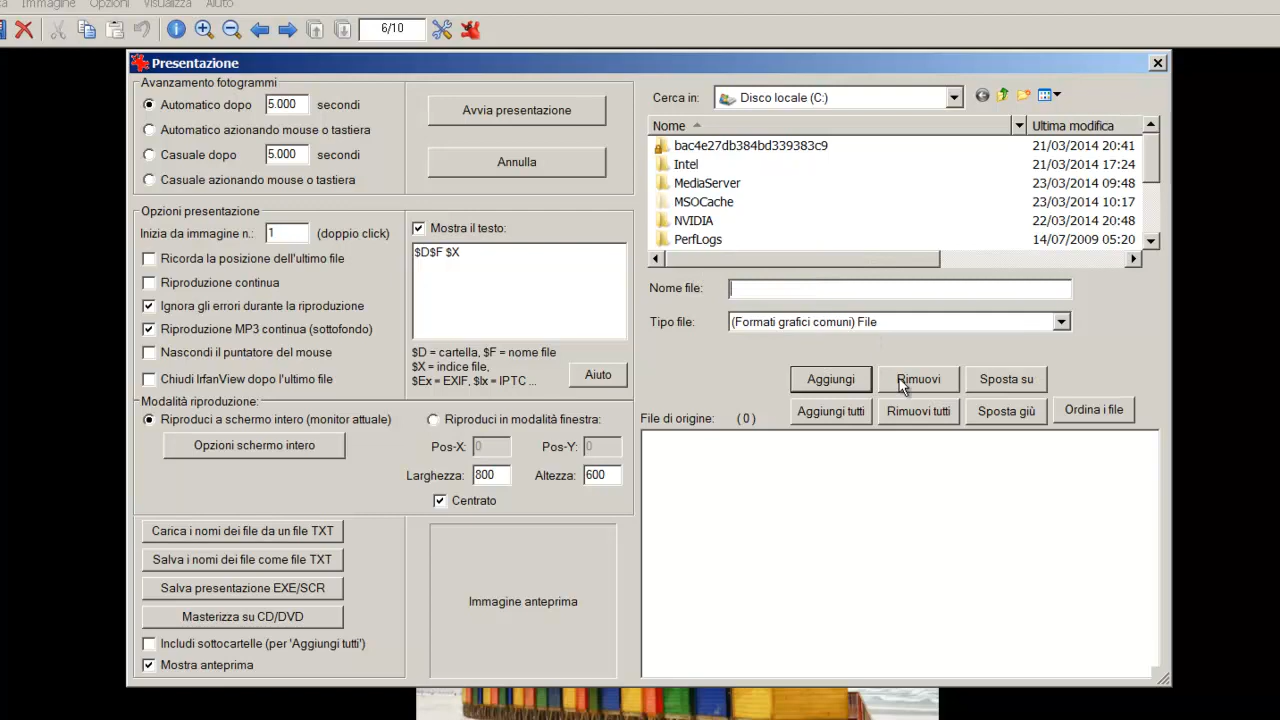 Immagine Opzioni Visualizza Aiuto
6/10
Presentazione
Avanzamento fotogrammi
Automatico dopo 5.000 secondi
Automatico azionando mouse o tastiera
Casuale dopo 5.000 secondi
Casuale azionando mouse o tastiera
Avvia presentazione
Annulla
Opzioni presentazione
Inizia da immagine n.: 1 (doppio click)
Ricorda la posizione dell'ultimo file
Riproduzione continua
Ignora gli errori durante la riproduzione
Riproduzione MP3 continua (sottofondo)
Nascondi il puntatore del mouse
Chiudi IrfanView dopo l'ultimo file
Mostra il testo:
$D$F $X
$D = cartella, $F = nome file
$X = indice file,
$Ex = EXIF, $Ix = IPTC ...
Aiuto
Modalità riproduzione:
Riproduci a schermo intero (monitor attuale)
Opzioni schermo intero
Riproduci in modalità finestra:
Pos-X: 0 Pos-Y: 0
Larghezza: 800 Altezza: 600
Centrato
Carica i nomi dei file da un file TXT
Salva i nomi dei file come file TXT
Salva presentazione EXE/SCR
Masterizza su CD/DVD
Includi sottocartelle (per 'Aggiungi tutti')
Mostra anteprima
Immagine anteprima
Cerca in: Disco locale (C:)
Nome Ultima modifica
bac4e27db384bd339383c9 21/03/2014 20:41
Intel 21/03/2014 17:24
MediaServer 23/03/2014 09:48
MSOCache 23/03/2014 10:17
NVIDIA 22/03/2014 20:48
PerfLogs 14/07/2009 05:20
Nome file:
Tipo file: (Formati grafici comuni) File
Aggiungi Rimuovi Sposta su
Aggiungi tutti Rimuovi tutti Sposta giù Ordina i file
File di origine: ( 0 )